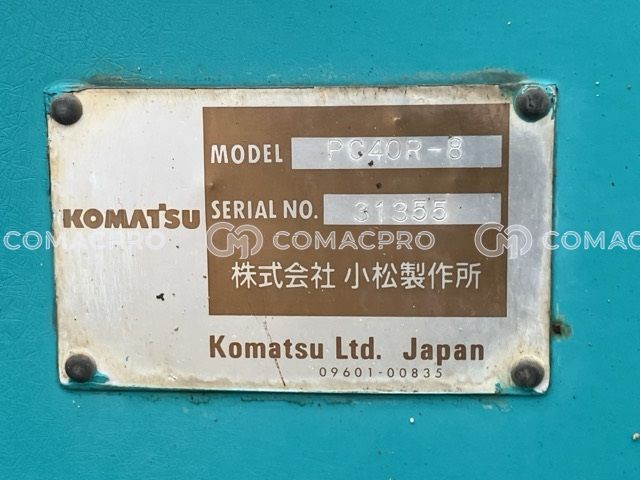 MODEL PC40R-8
KOMATSU
SERIAL NO. 31355
COMACPRO COMACPRO COMACPRO
株式会社 小松製作所
Komatsu Ltd. Japan
09601-00835